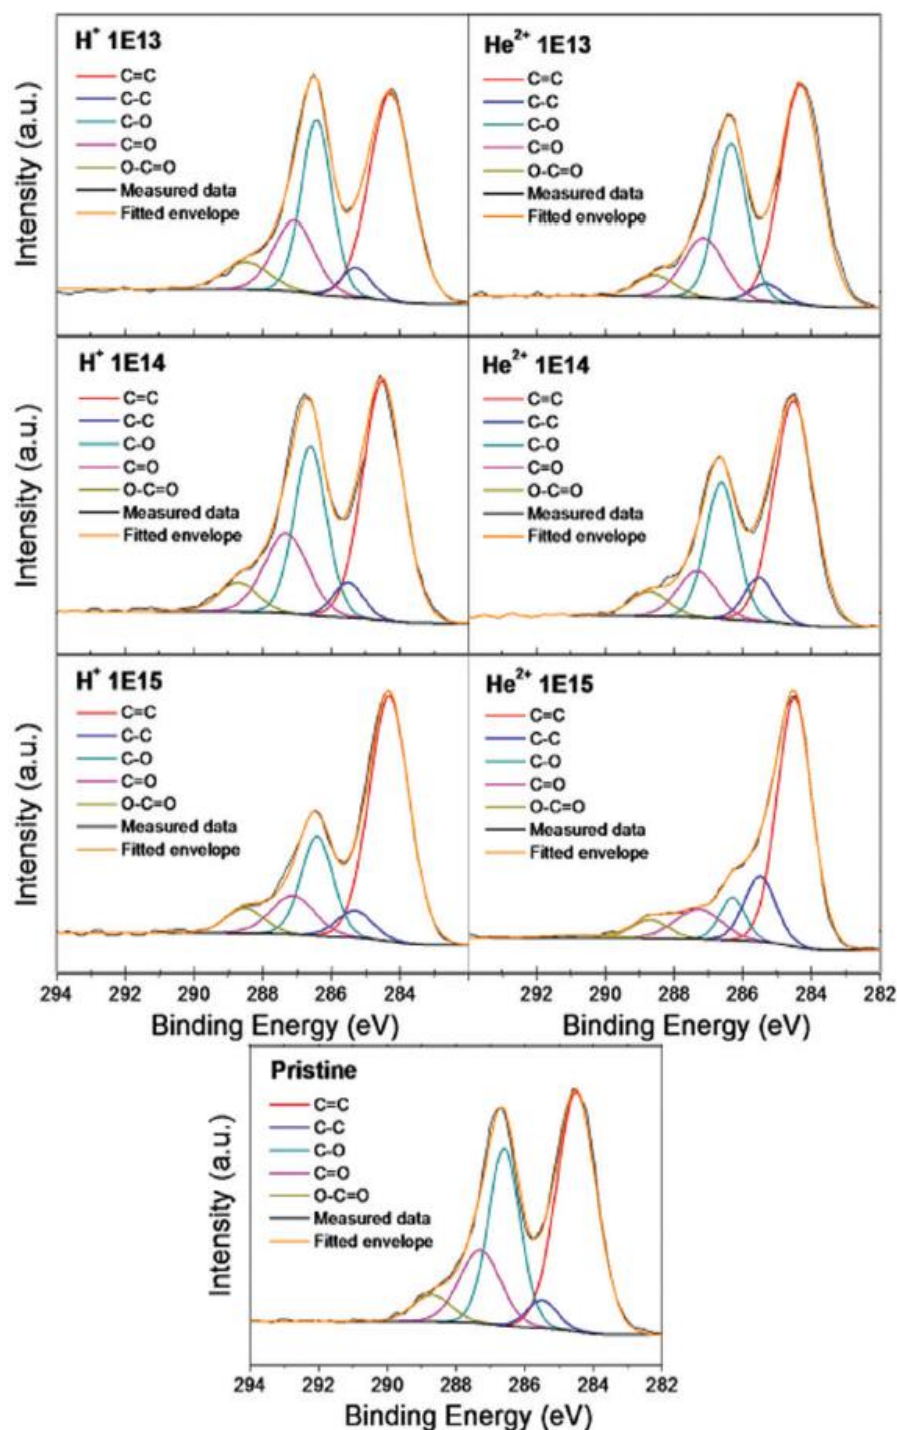 H+ 1E13
C=C
C-C
C-O
C=O
O-C=O
Measured data
Fitted envelope
Intensity (a.u.)
He2+ 1E13
C=C
C-C
C-O
C=O
O-C=O
Measured data
Fitted envelope
H+ 1E14
C=C
C-C
C-O
C=O
O-C=O
Measured data
Fitted envelope
Intensity (a.u.)
He2+ 1E14
C=C
C-C
C-O
C=O
O-C=O
Measured data
Fitted envelope
H+ 1E15
C=C
C-C
C-O
C=O
O-C=O
Measured data
Fitted envelope
Intensity (a.u.)
294 292 290 288 286 284
Binding Energy (eV)
He2+ 1E15
C=C
C-C
C-O
C=O
O-C=O
Measured data
Fitted envelope
292 290 288 286 284 282
Binding Energy (eV)
Pristine
C=C
C-C
C-O
C=O
O-C=O
Measured data
Fitted envelope
Intensity (a.u.)
294 292 290 288 286 284 282
Binding Energy (eV)